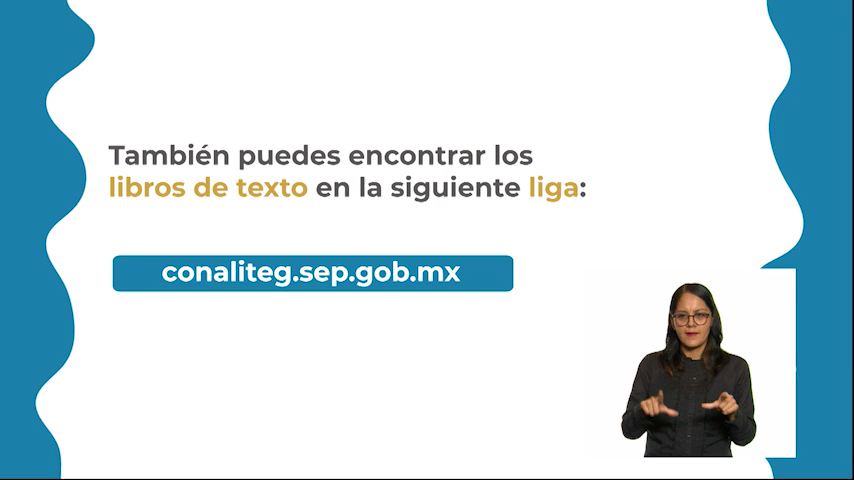 También puedes encontrar los
libros de texto en la siguiente liga:
conaliteg.sep.gob.mx